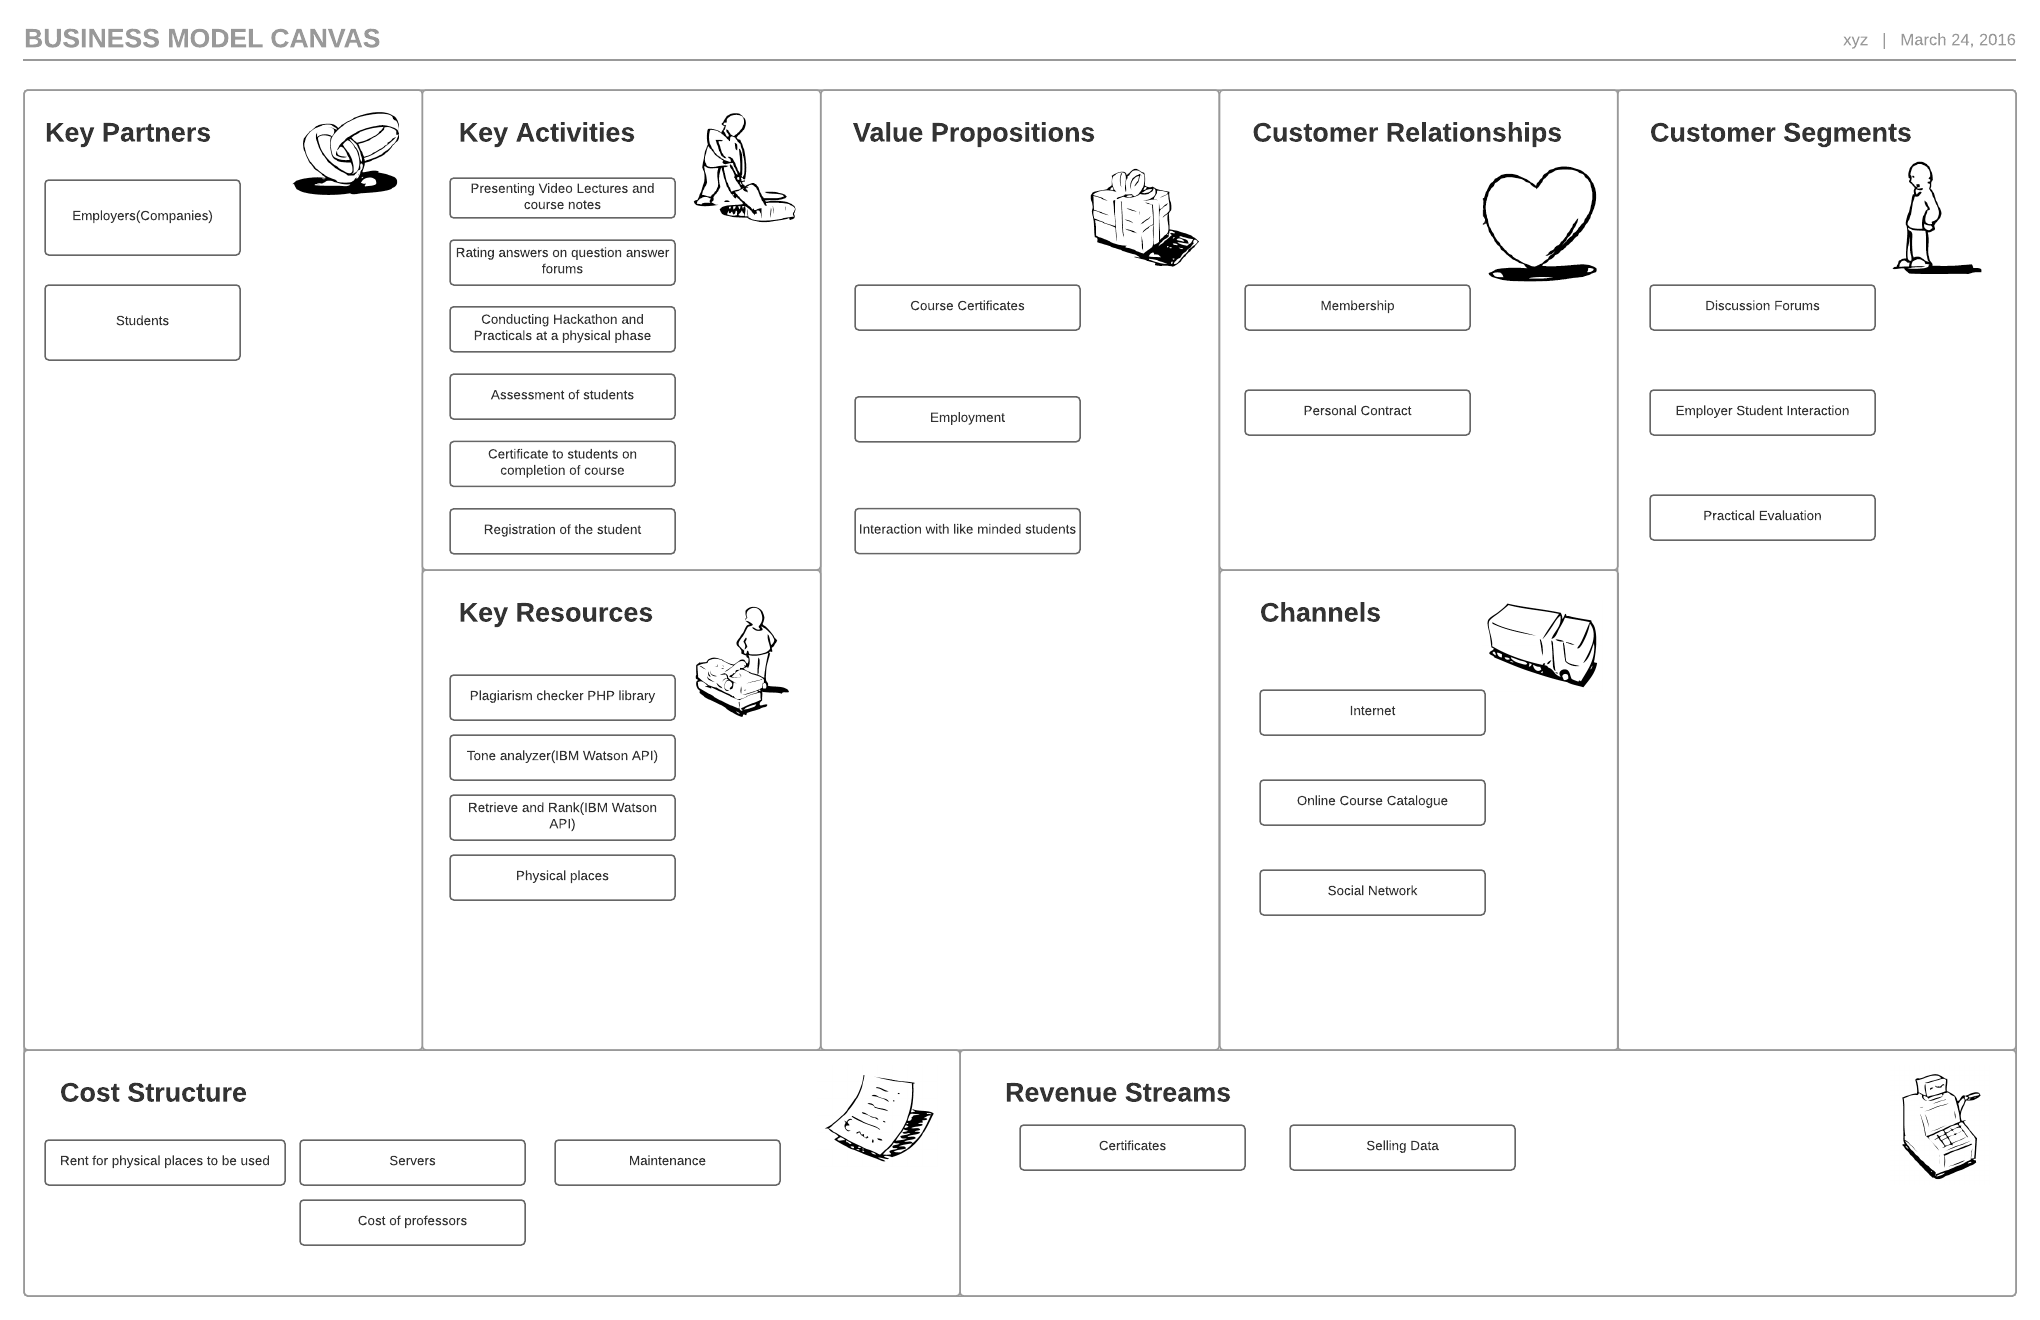 BUSINESS MODEL CANVAS
xyz | March 24, 2016
Key Partners
Employers(Companies)
Students
Key Activities
Presenting Video Lectures and
course notes
Rating answers on question answer
forums
Conducting Hackathon and
Practicals at a physical phase
Assessment of students
Certificate to students on
completion of course
Registration of the student
Key Resources
Plagiarism checker PHP library
Tone analyzer(IBM Watson API)
Retrieve and Rank(IBM Watson
API)
Physical places
Value Propositions
Course Certificates
Employment
Interaction with like minded students
Customer Relationships
Membership
Personal Contract
Channels
Internet
Online Course Catalogue
Social Network
Customer Segments
Discussion Forums
Employer Student Interaction
Practical Evaluation
Cost Structure
Rent for physical places to be used
Servers
Maintenance
Cost of professors
Revenue Streams
Certificates
Selling Data